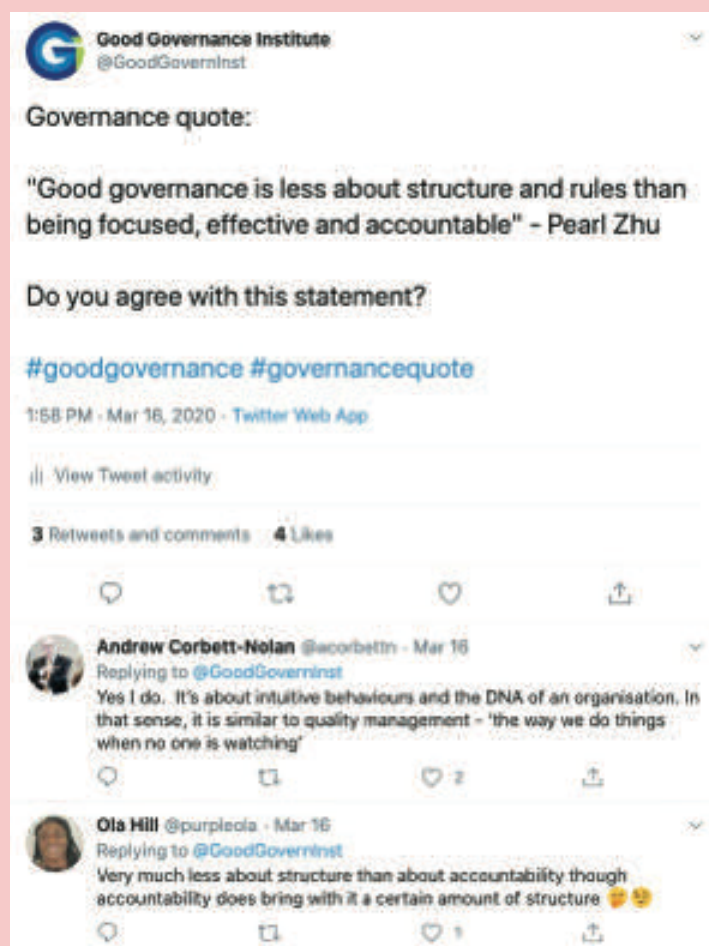 Good Governance Institute
@GoodGovernInst
Governance quote:
"Good governance is less about structure and rules than
being focused, effective and accountable" - Pearl Zhu
Do you agree with this statement?
#goodgovernance #governancequote
1:58 PM · Mar 16, 2020 · Twitter Web App
View Tweet activity
3 Retweets and comments 4 Likes
Andrew Corbett-Nolan @acorbettn · Mar 16
Replying to @GoodGovernInst
Yes I do. It's about intuitive behaviours and the DNA of an organisation. In
that sense, it is similar to quality management - 'the way we do things
when no one is watching'
2
Ola Hill @purpleola · Mar 16
Replying to @GoodGovernInst
Very much less about structure than about accountability though
accountability does bring with it a certain amount of structure
1